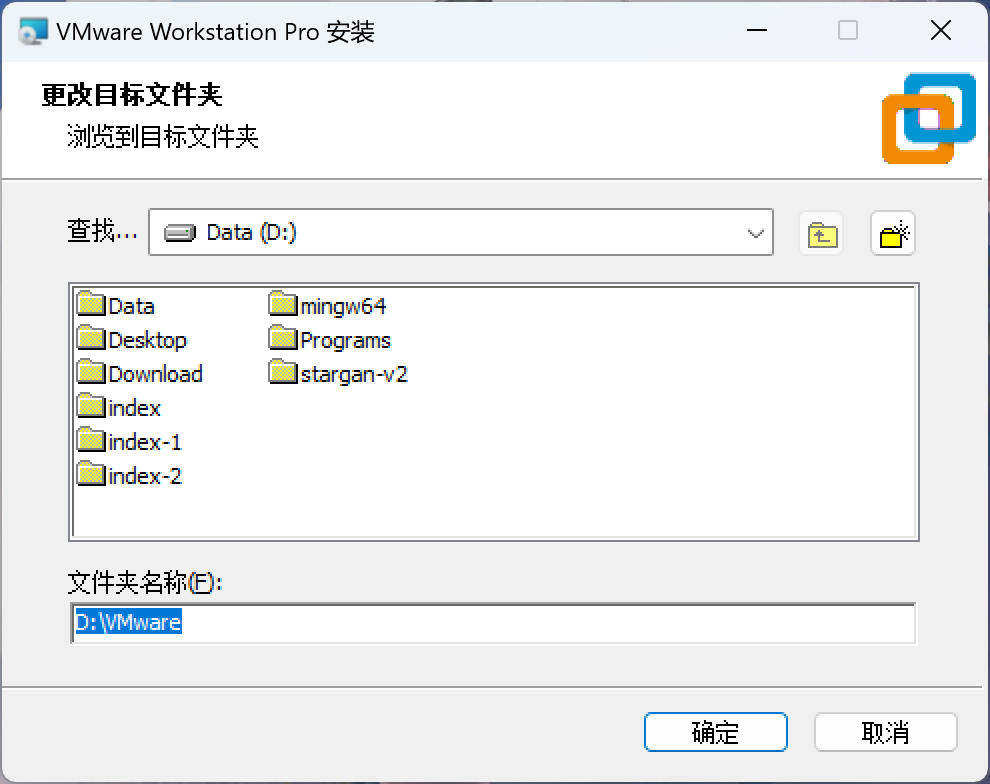 VMware Workstation Pro 安装
更改目标文件夹
浏览到目标文件夹
查找...
Data (D:)
Data
Desktop
Download
index
index-1
index-2
mingw64
Programs
stargan-v2
文件夹名称(F):
D:\VMware
确定
取消